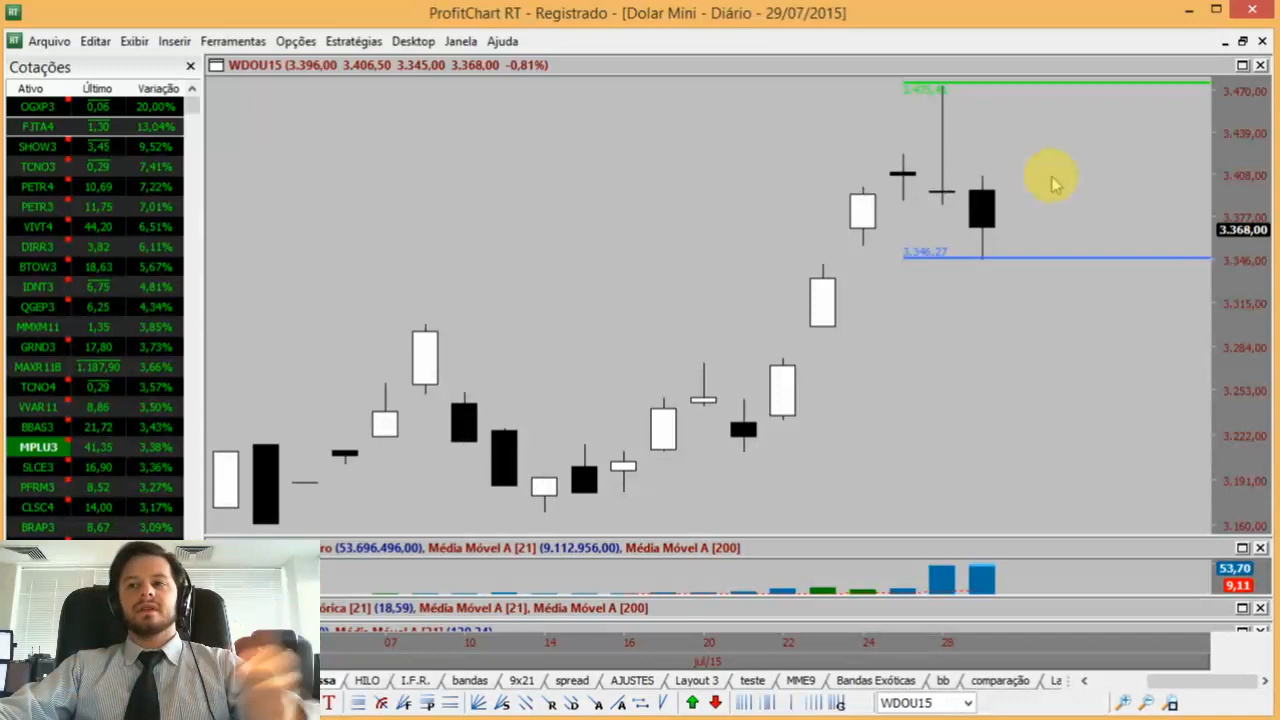 ProfitChart RT - Registrado - [Dolar Mini - Diário - 29/07/2015]
RT Arquivo Editar Exibir Inserir Ferramentas Opções Estratégias Desktop Janela Ajuda
Cotações
WDOU15 (3.396,00 3.406,50 3.345,00 3.368,00 -0,81%)
Ativo Último Variação
OGXP3 0,06 20,00%
FJTA4 1,30 13,04%
SHOW3 3,45 9,52%
TCNO3 0,29 7,41%
PETR4 10,69 7,22%
PETR3 11,75 7,01%
VIVT4 44,20 6,51%
DIRR3 3,82 6,11%
BTOW3 18,63 5,67%
IDNT3 6,75 4,81%
QGEP3 6,25 4,34%
MMXM11 1,35 3,85%
GRND3 17,80 3,73%
MAXR11B 1.187,90 3,66%
TCNO4 0,29 3,57%
VVAR11 8,86 3,50%
BBAS3 21,72 3,43%
MPLU3 41,35 3,38%
SLCE3 16,90 3,36%
PFRM3 8,52 3,27%
CLSC4 14,00 3,17%
BRAP3 8,67 3,09%
3.346,27
3.470,00
3.439,00
3.408,00
3.377,00
3.368,00
3.346,00
3.315,00
3.284,00
3.253,00
3.222,00
3.191,00
3.160,00
ro (53.696.496,00), Média Móvel A [21] (9.112.956,00), Média Móvel A [200]
53,70
9,11
órica [21] (18,59), Média Móvel A [21], Média Móvel A [200]
07 10 14 16 20 22 24 28
jul/15
ssa HILO I.F.R. bandas 9x21 spread AJUSTES Layout 3 teste MME9 Bandas Exóticas bb comparação La
WDOU15